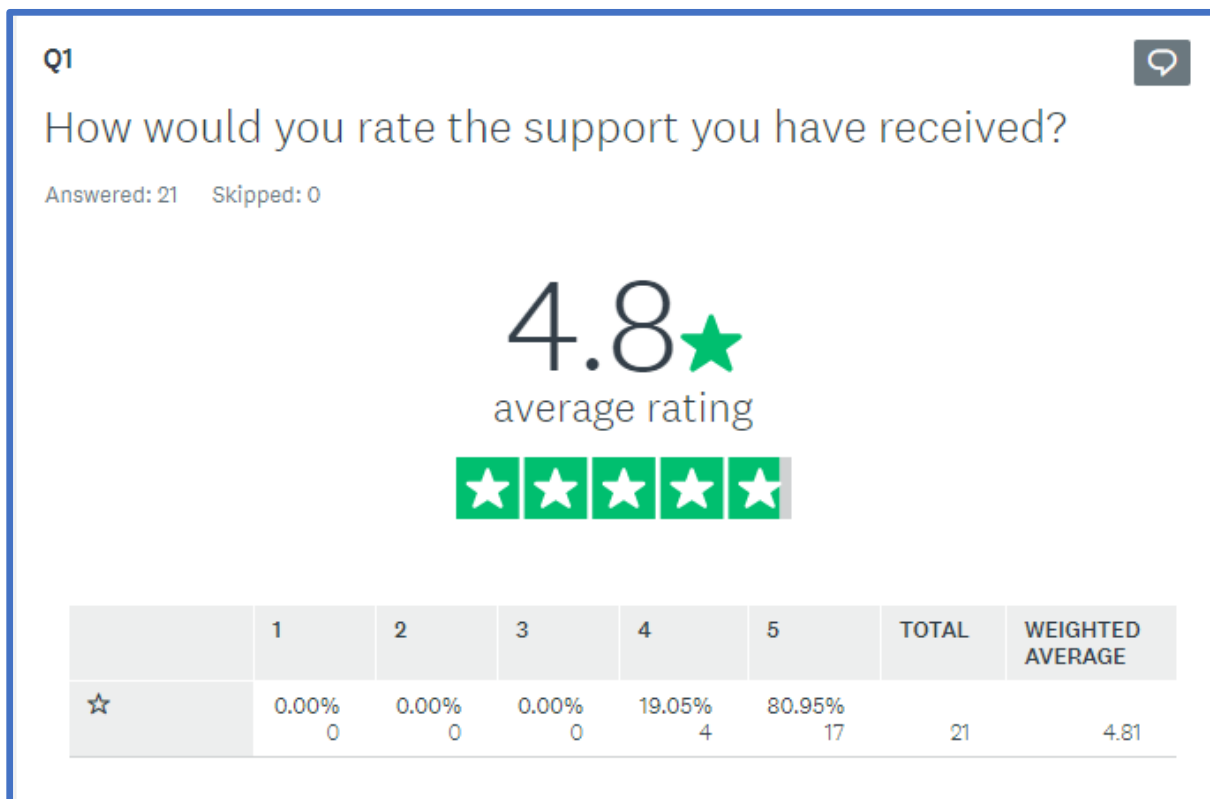 Q1
How would you rate the support you have received?
Answered: 21 Skipped: 0
4.8
average rating
1 2 3 4 5 TOTAL WEIGHTED
AVERAGE
0.00% 0.00% 0.00% 19.05% 80.95%
0 0 0 4 17 21 4.81